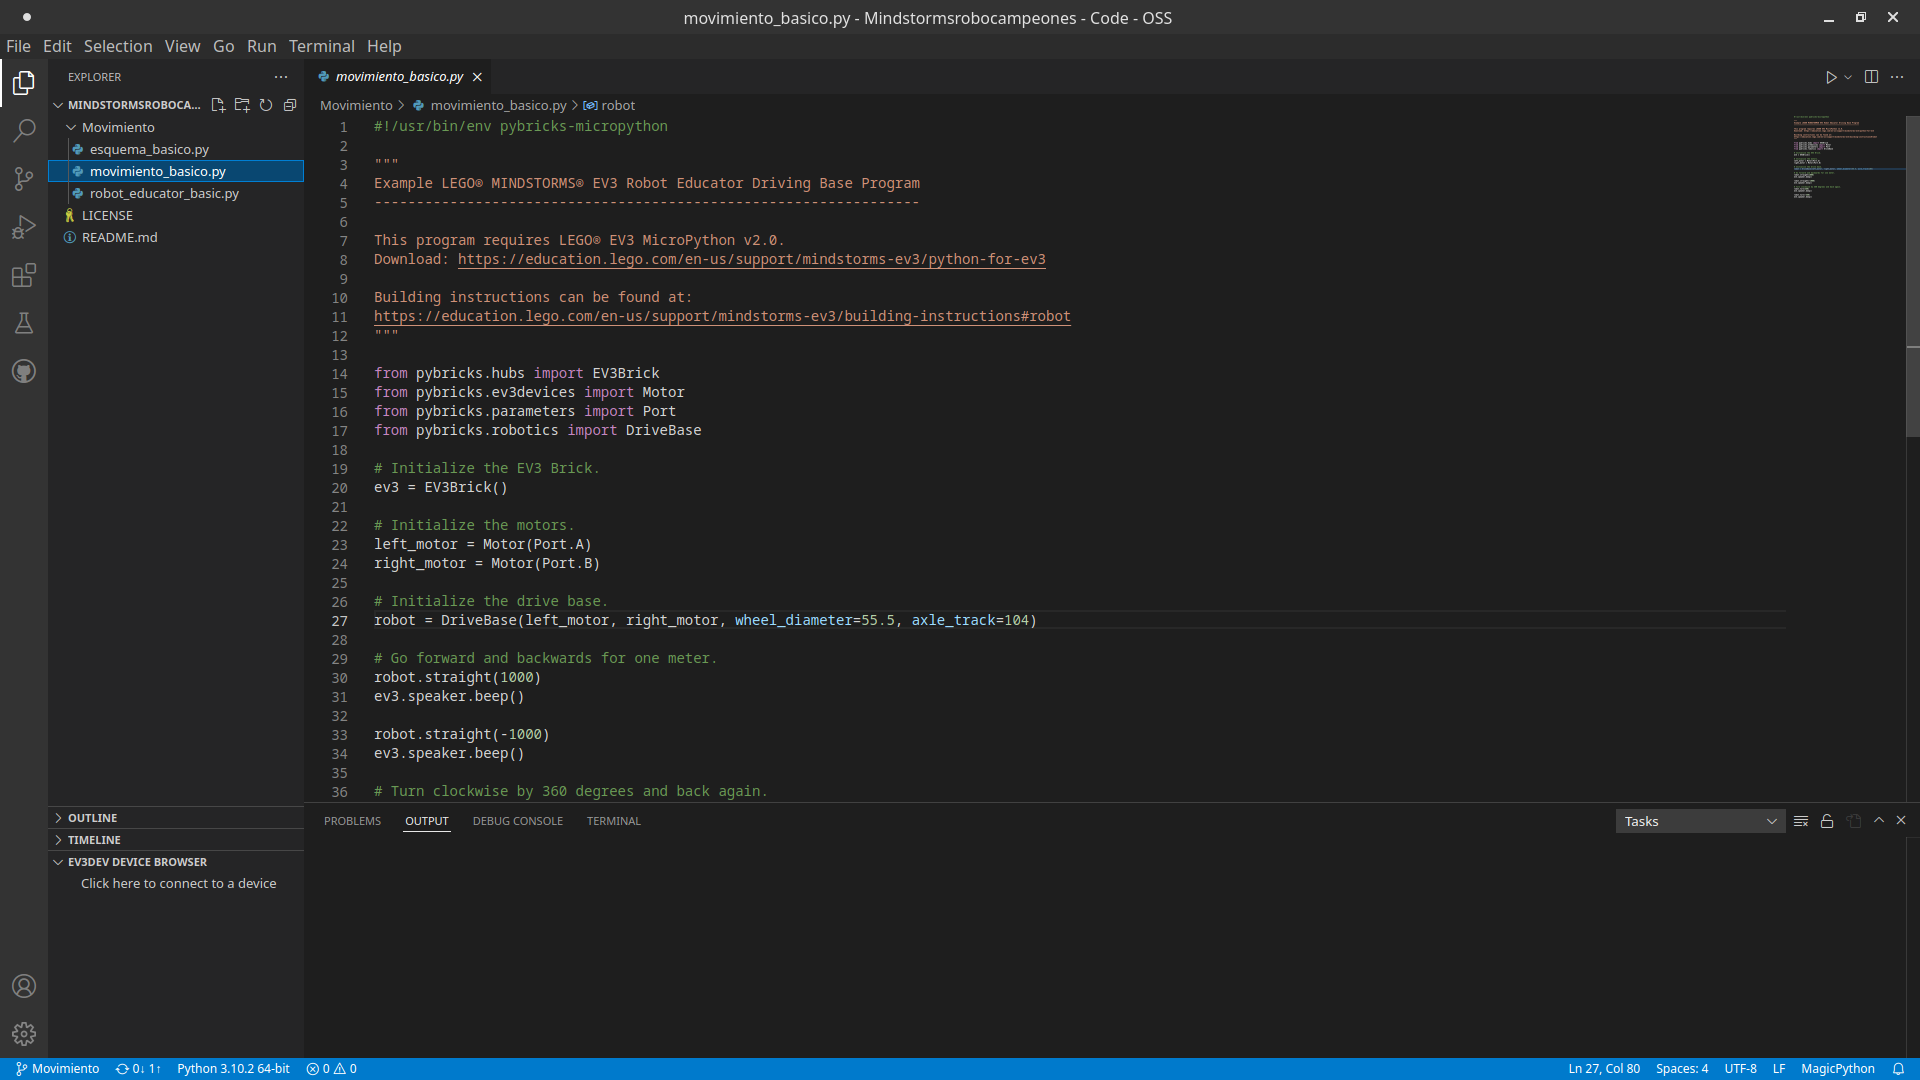 movimiento_basico.py - Mindstormsrobocampeones - Code - OSS
File Edit Selection View Go Run Terminal Help
EXPLORER
MINDSTORMSROBOCA...
Movimiento
esquema_basico.py
movimiento_basico.py
robot_educator_basic.py
LICENSE
README.md
OUTLINE
TIMELINE
EV3DEV DEVICE BROWSER
Click here to connect to a device
movimiento_basico.py
Movimiento > movimiento_basico.py > robot
1 #!/usr/bin/env pybricks-micropython
2
3 """
4 Example LEGO® MINDSTORMS® EV3 Robot Educator Driving Base Program
5 -----------------------------------------------------------------
6
7 This program requires LEGO® EV3 MicroPython v2.0.
8 Download: https://education.lego.com/en-us/support/mindstorms-ev3/python-for-ev3
9
10 Building instructions can be found at:
11 https://education.lego.com/en-us/support/mindstorms-ev3/building-instructions#robot
12 """
13
14 from pybricks.hubs import EV3Brick
15 from pybricks.ev3devices import Motor
16 from pybricks.parameters import Port
17 from pybricks.robotics import DriveBase
18
19 # Initialize the EV3 Brick.
20 ev3 = EV3Brick()
21
22 # Initialize the motors.
23 left_motor = Motor(Port.A)
24 right_motor = Motor(Port.B)
25
26 # Initialize the drive base.
27 robot = DriveBase(left_motor, right_motor, wheel_diameter=55.5, axle_track=104)
28
29 # Go forward and backwards for one meter.
30 robot.straight(1000)
31 ev3.speaker.beep()
32
33 robot.straight(-1000)
34 ev3.speaker.beep()
35
36 # Turn clockwise by 360 degrees and back again.
PROBLEMS OUTPUT DEBUG CONSOLE TERMINAL
Tasks
Movimiento 0↓ 1↑ Python 3.10.2 64-bit 0 0
Ln 27, Col 80 Spaces: 4 UTF-8 LF MagicPython